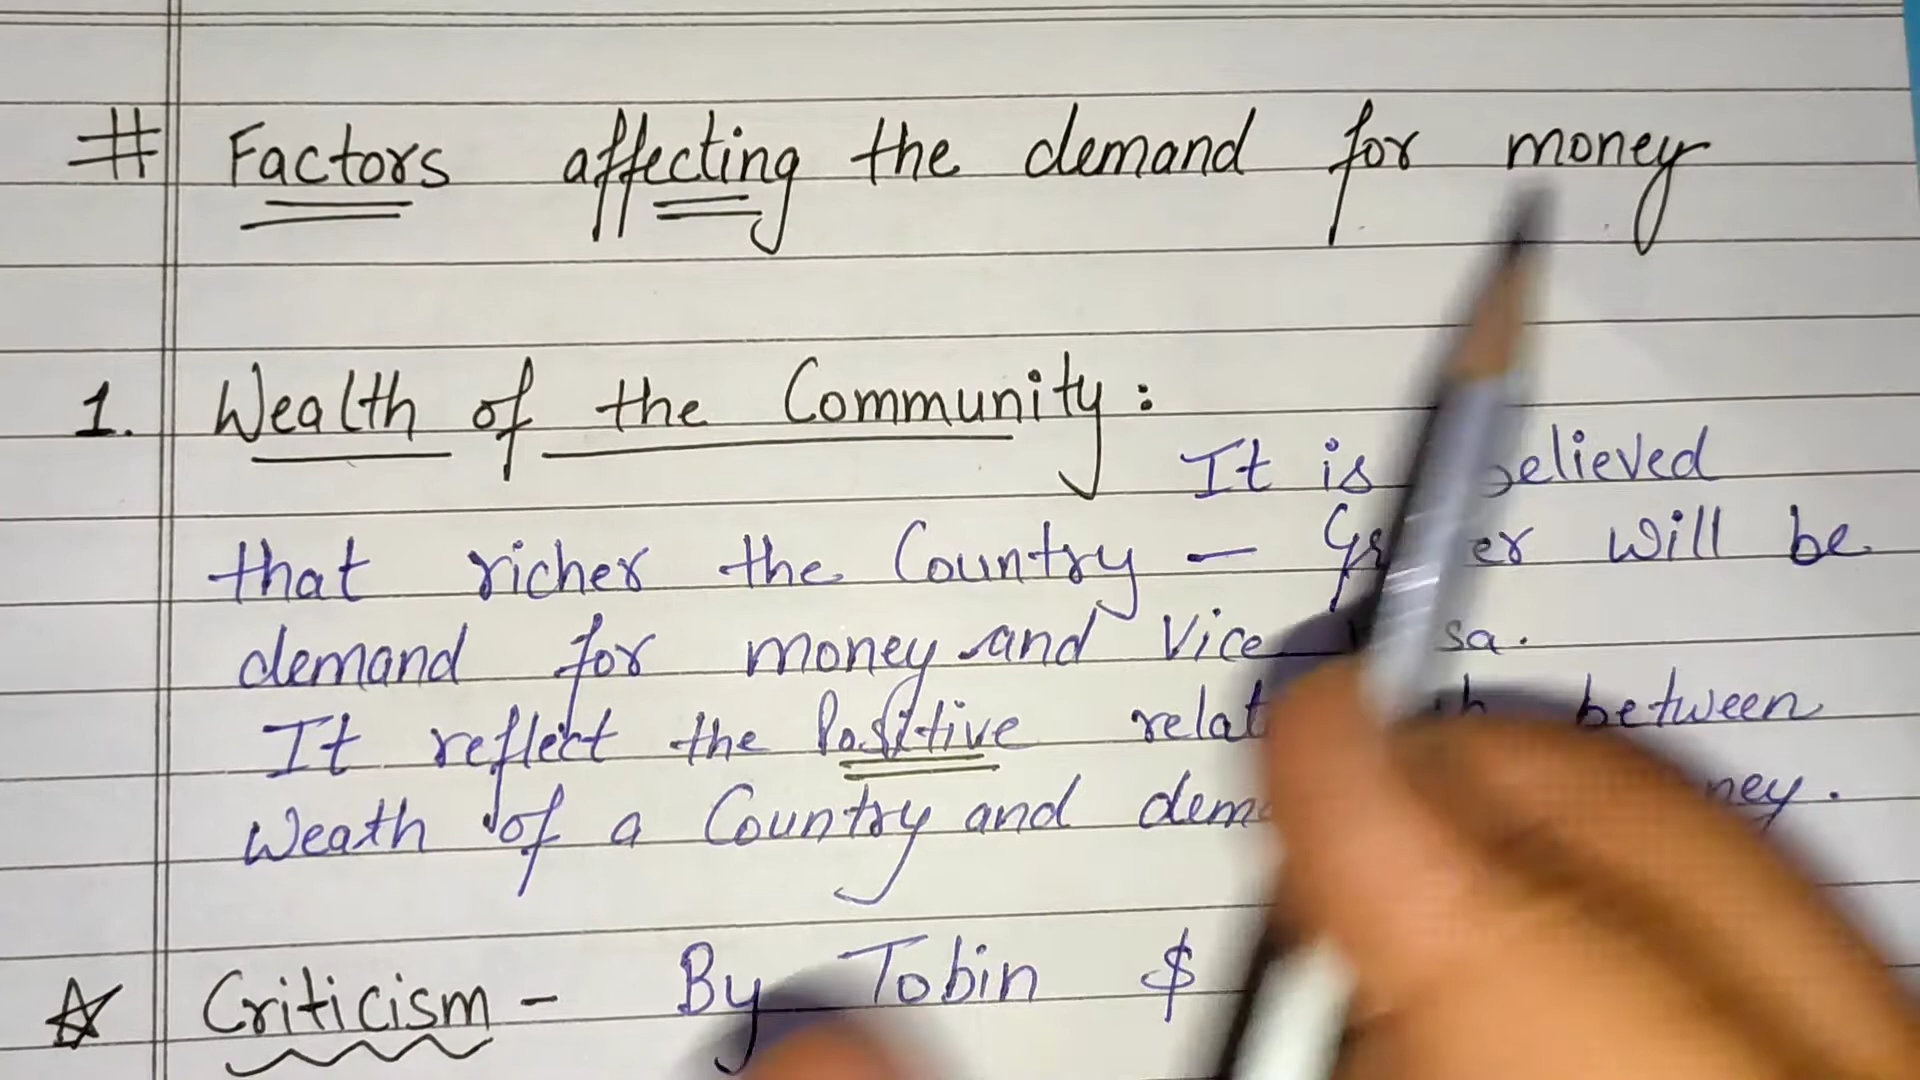 # Factors affecting the demand for money
1. Wealth of the Community:
It is
that richer the Country - will be
demand for money and Vice
It reflect the Positive between
Weath of a Country and
☆ Criticism - By Tobin $